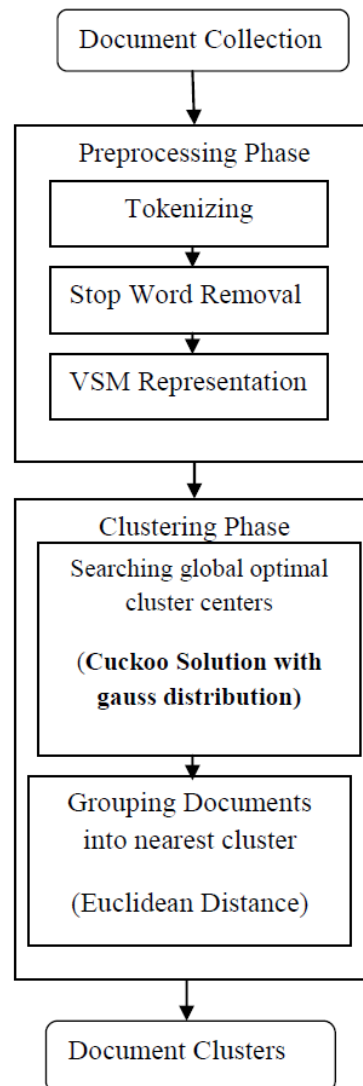 Document Collection
Preprocessing Phase
Tokenizing
Stop Word Removal
VSM Representation
Clustering Phase
Searching global optimal
cluster centers
(Cuckoo Solution with
gauss distribution)
Grouping Documents
into nearest cluster
(Euclidean Distance)
Document Clusters